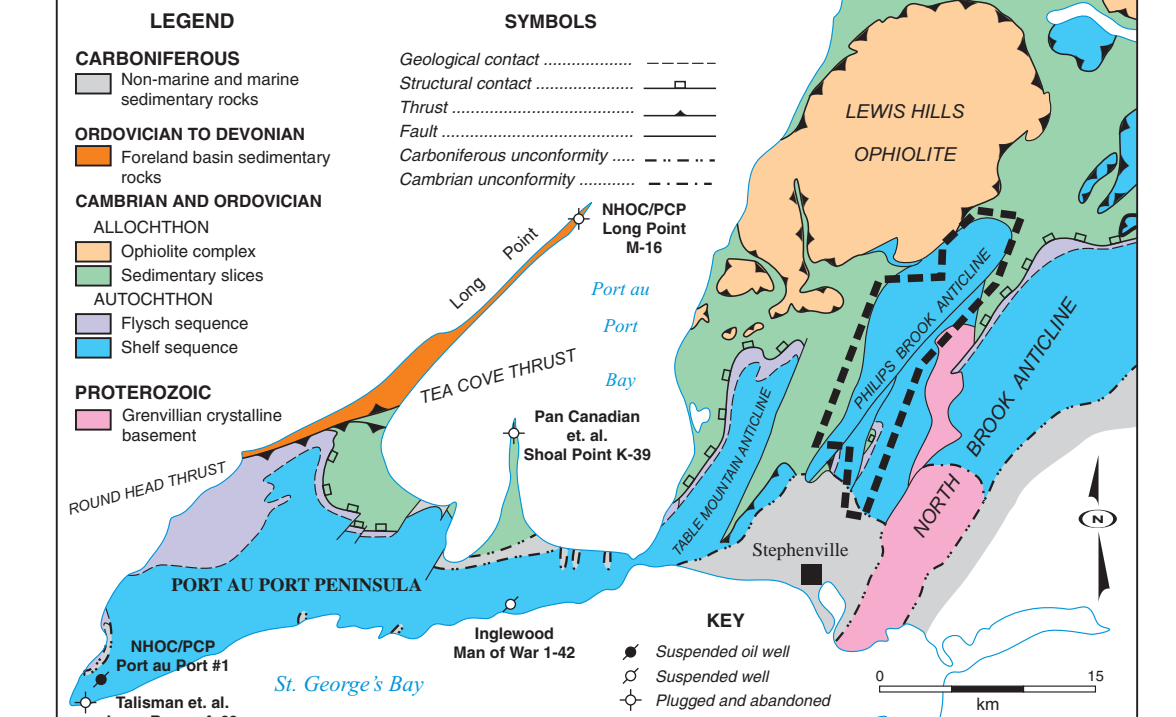 LEGEND
CARBONIFEROUS
Non-marine and marine
sedimentary rocks
ORDOVICIAN TO DEVONIAN
Foreland basin sedimentary
rocks
CAMBRIAN AND ORDOVICIAN
ALLOCHTHON
Ophiolite complex
Sedimentary slices
AUTOCHTHON
Flysch sequence
Shelf sequence
PROTEROZOIC
Grenvillian crystalline
basement
SYMBOLS
Geological contact ...................
Structural contact .....................
Thrust .......................................
Fault .........................................
Carboniferous unconformity .....
Cambrian unconformity ............
LEWIS HILLS
OPHIOLITE
NHOC/PCP
Long Point
M-16
Long Point
Port au
Port
Bay
TEA COVE THRUST
Pan Canadian
et. al.
Shoal Point K-39
ROUND HEAD THRUST
PHILIPS BROOK ANTICLINE
TABLE MOUNTAIN ANTICLINE
NORTH BROOK ANTICLINE
N
Stephenville
PORT AU PORT PENINSULA
Inglewood
Man of War 1-42
NHOC/PCP
Port au Port #1
St. George's Bay
Talisman et. al.
KEY
Suspended oil well
Suspended well
Plugged and abandoned
0 15
km